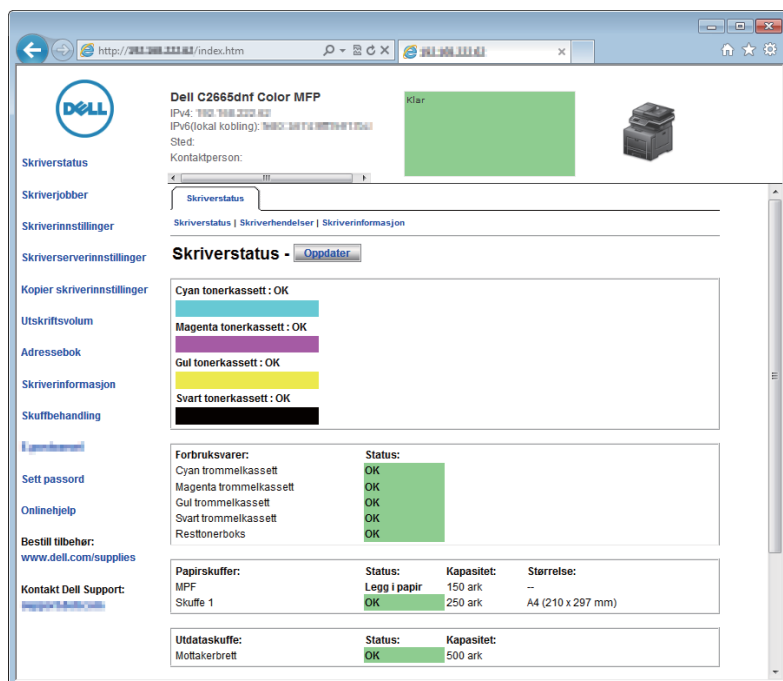 http://
/index.htm
DELL
Dell C2665dnf Color MFP
IPv4:
IPv6(lokal kobling):
Sted:
Kontaktperson:
Klar
Skriverstatus
Skriverjobber
Skriverinnstillinger
Skriverserverinnstillinger
Kopier skriverinnstillinger
Utskriftsvolum
Adressebok
Skriverinformasjon
Skuffbehandling
Sett passord
Onlinehjelp
Bestill tilbehør:
www.dell.com/supplies
Kontakt Dell Support:
Skriverstatus
Skriverstatus | Skriverhendelser | Skriverinformasjon
Skriverstatus - Oppdater
Cyan tonerkassett : OK
Magenta tonerkassett : OK
Gul tonerkassett : OK
Svart tonerkassett : OK
Forbruksvarer: Status:
Cyan trommelkassett OK
Magenta trommelkassett OK
Gul trommelkassett OK
Svart trommelkassett OK
Resttonerboks OK
Papirskuffer: Status: Kapasitet: Størrelse:
MPF Legg i papir 150 ark --
Skuffe 1 OK 250 ark A4 (210 x 297 mm)
Utdataskuffe: Status: Kapasitet:
Mottakerbrett OK 500 ark